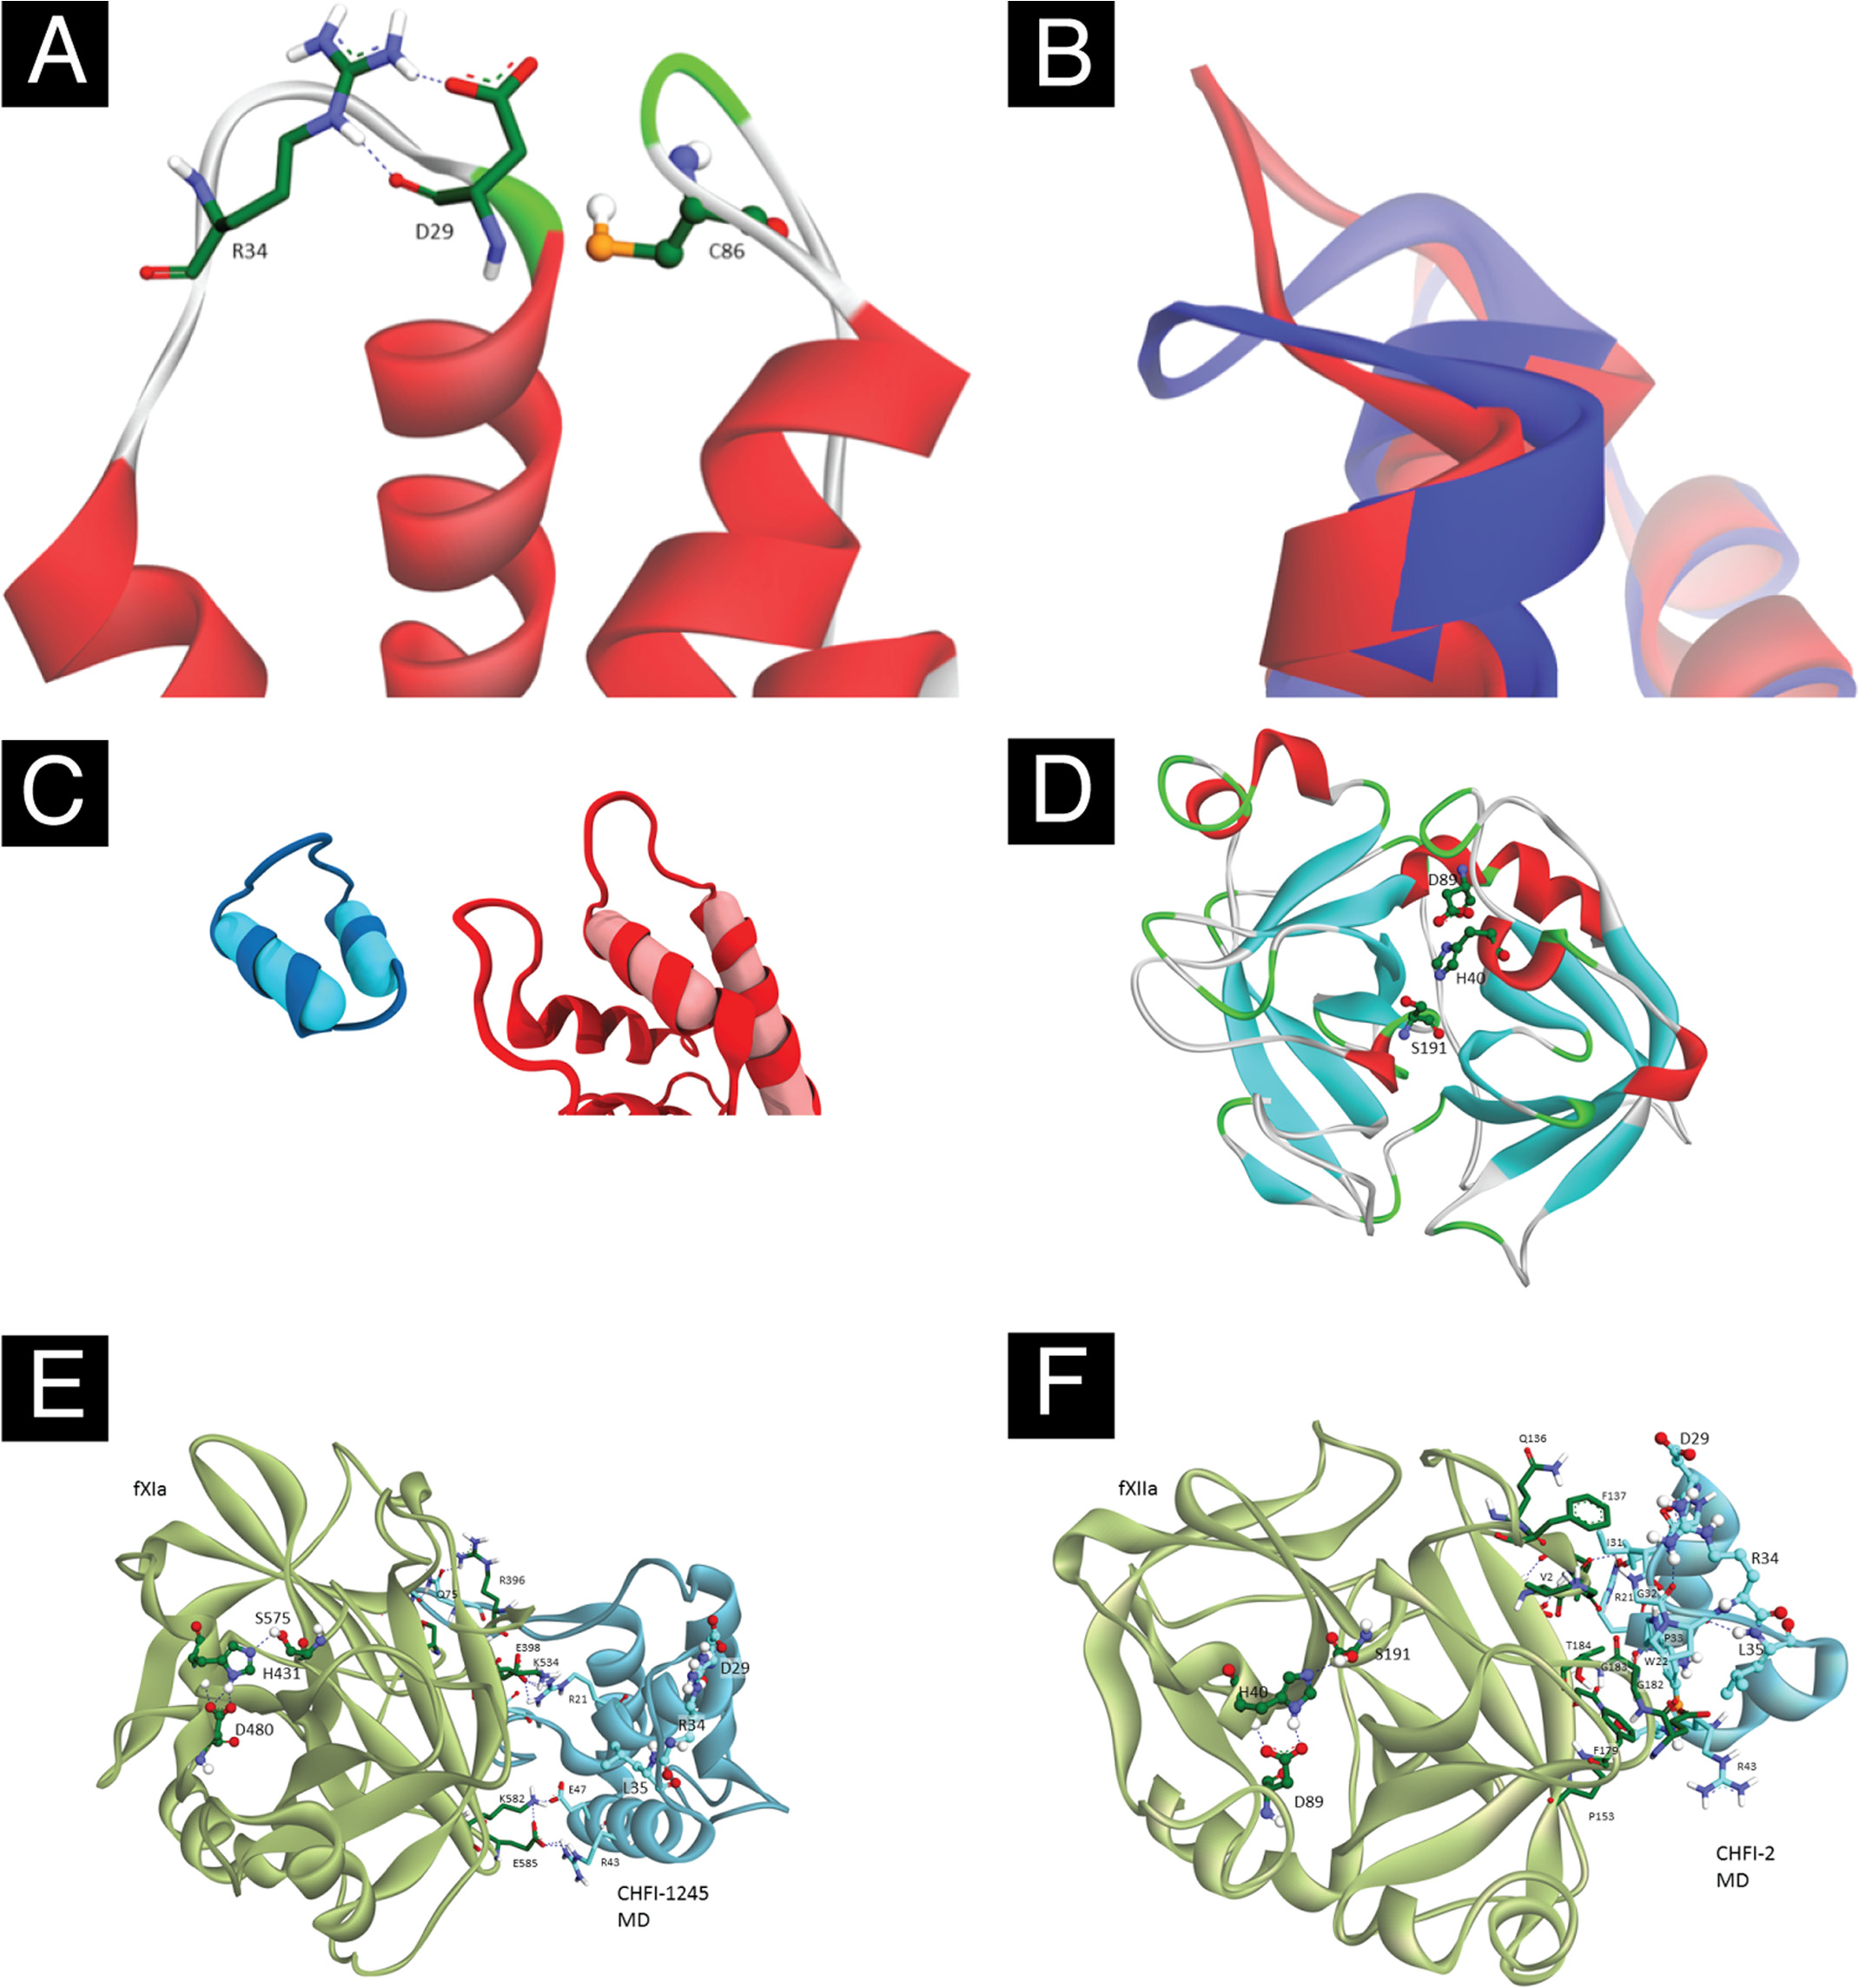 A
B
R34
D29
C86
C
D
D89
H40
S191
E
F
fXIa
R396
Q75
S575
H431
E398
K534
R21
D29
D480
R34
L35
K582
E47
E585
R43
CHFI-1245
MD
fXIIa
Q136
D29
F137
I31
R34
V2
R21
G32
P33
T184
G183
W22
L35
G182
S191
H40
F179
R43
D89
P153
CHFI-2
MD